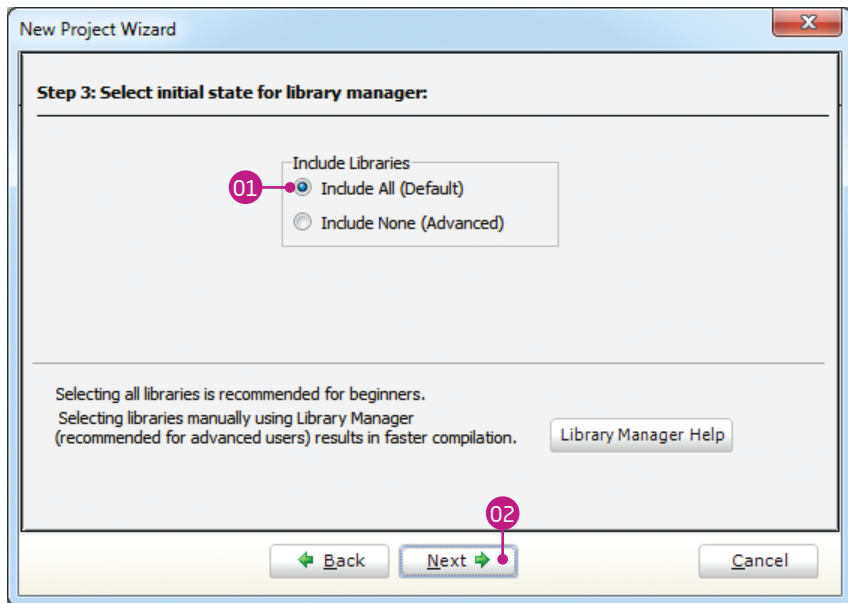 New Project Wizard
Step 3: Select initial state for library manager:
Include Libraries
01
Include All (Default)
Include None (Advanced)
Selecting all libraries is recommended for beginners.
Selecting libraries manually using Library Manager
(recommended for advanced users) results in faster compilation.
Library Manager Help
02
Back
Next
Cancel